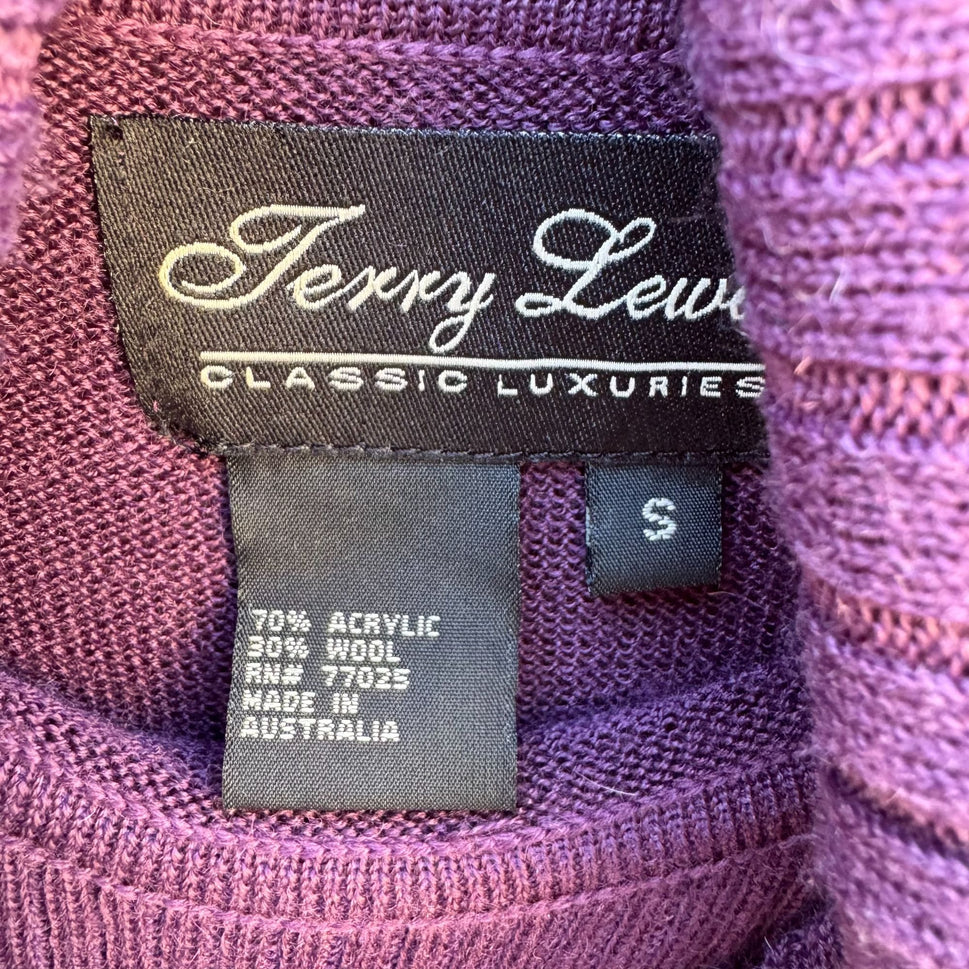 Terry Lewi
CLASSIC LUXURIES
S
70% ACRYLIC
30% WOOL
RN# 77025
MADE IN
AUSTRALIA